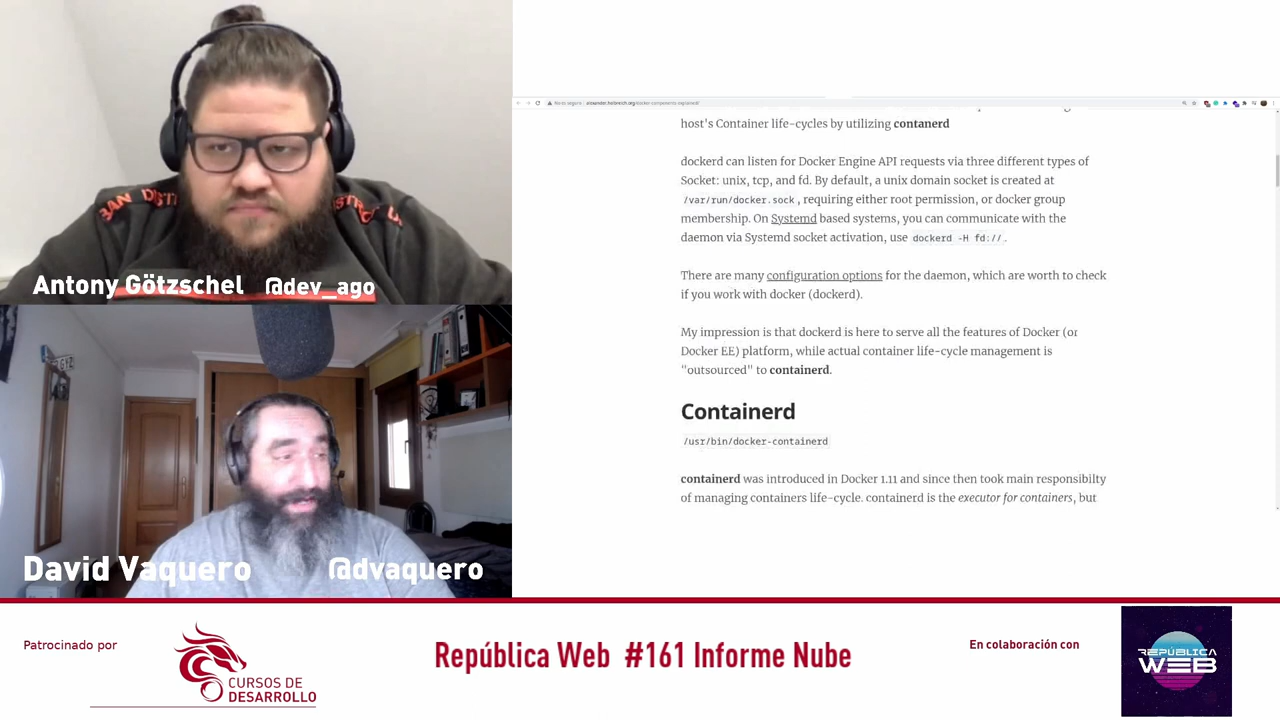 Antony Götzschel @dev_ago
David Vaquero @dvaquero
host's Container life-cycles by utilizing contanerd
dockerd can listen for Docker Engine API requests via three different types of
Socket: unix, tcp, and fd. By default, a unix domain socket is created at
/var/run/docker.sock, requiring either root permission, or docker group
membership. On Systemd based systems, you can communicate with the
daemon via Systemd socket activation, use dockerd -H fd://.
There are many configuration options for the daemon, which are worth to check
if you work with docker (dockerd).
My impression is that dockerd is here to serve all the features of Docker (or
Docker EE) platform, while actual container life-cycle management is
"outsourced" to containerd.
Containerd
/usr/bin/docker-containerd
containerd was introduced in Docker 1.11 and since then took main responsibilty
of managing containers life-cycle. containerd is the executor for containers, but
Patrocinado por
CURSOS DE
DESARROLLO
República Web #161 Informe Nube
En colaboración con
REPÚBLICA
WEB